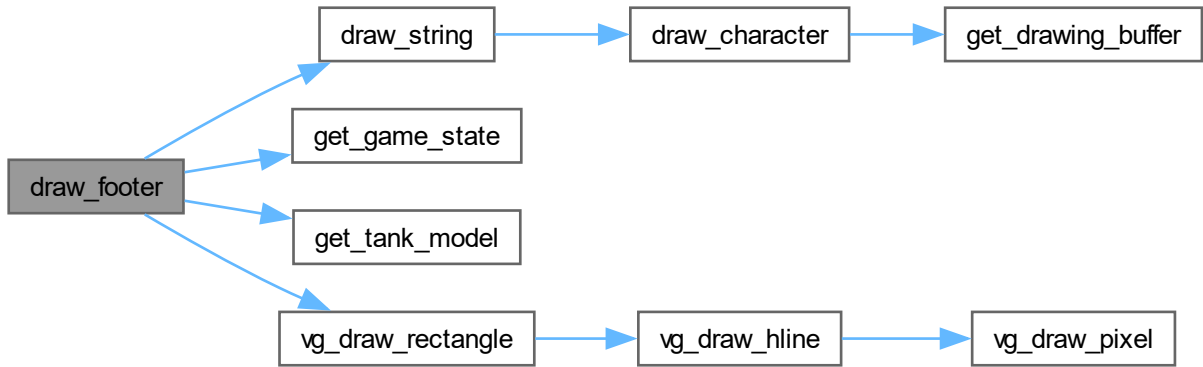 draw_string
draw_character
get_drawing_buffer
get_game_state
draw_footer
get_tank_model
vg_draw_rectangle
vg_draw_hline
vg_draw_pixel